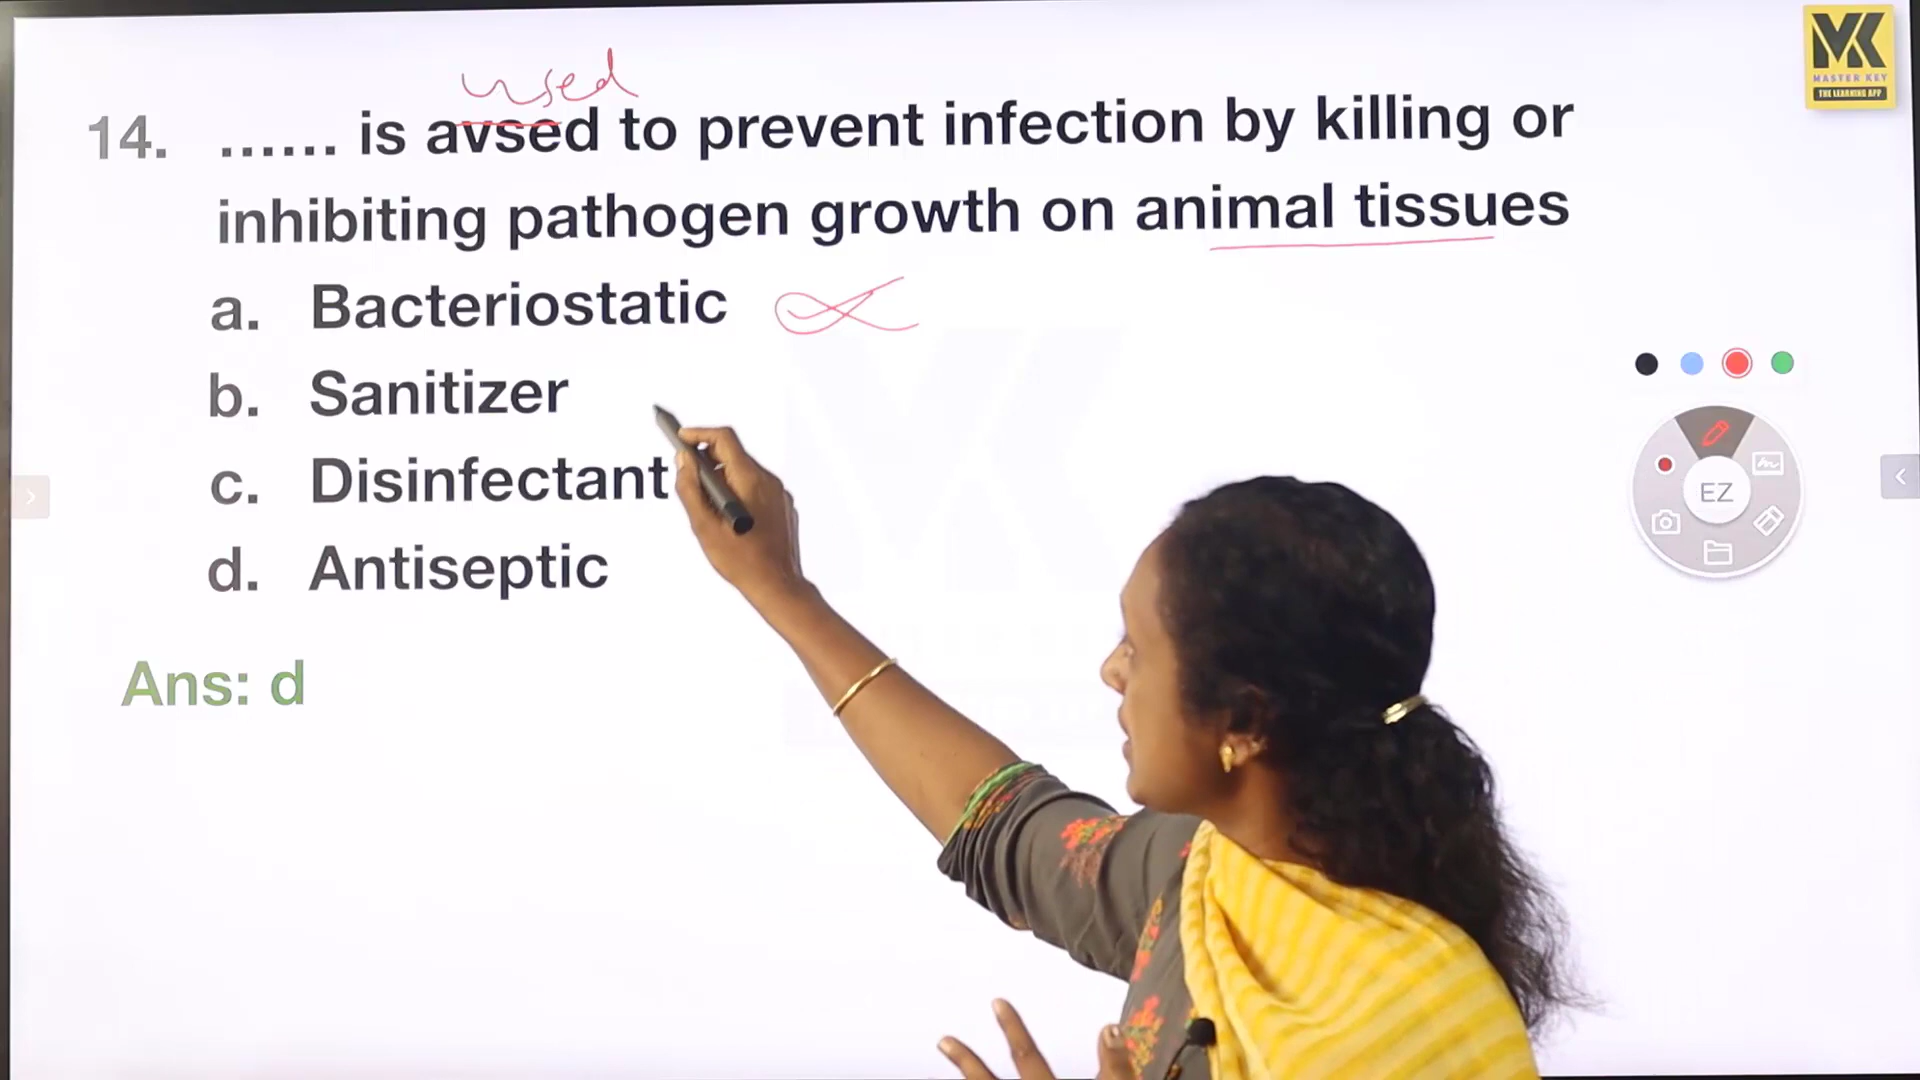 used
14. ...... is avsed to prevent infection by killing or
inhibiting pathogen growth on animal tissues
a. Bacteriostatic
b. Sanitizer
c. Disinfectant
d. Antiseptic
Ans: d
MK
MASTER KEY
THE LEARNING APP
EZ